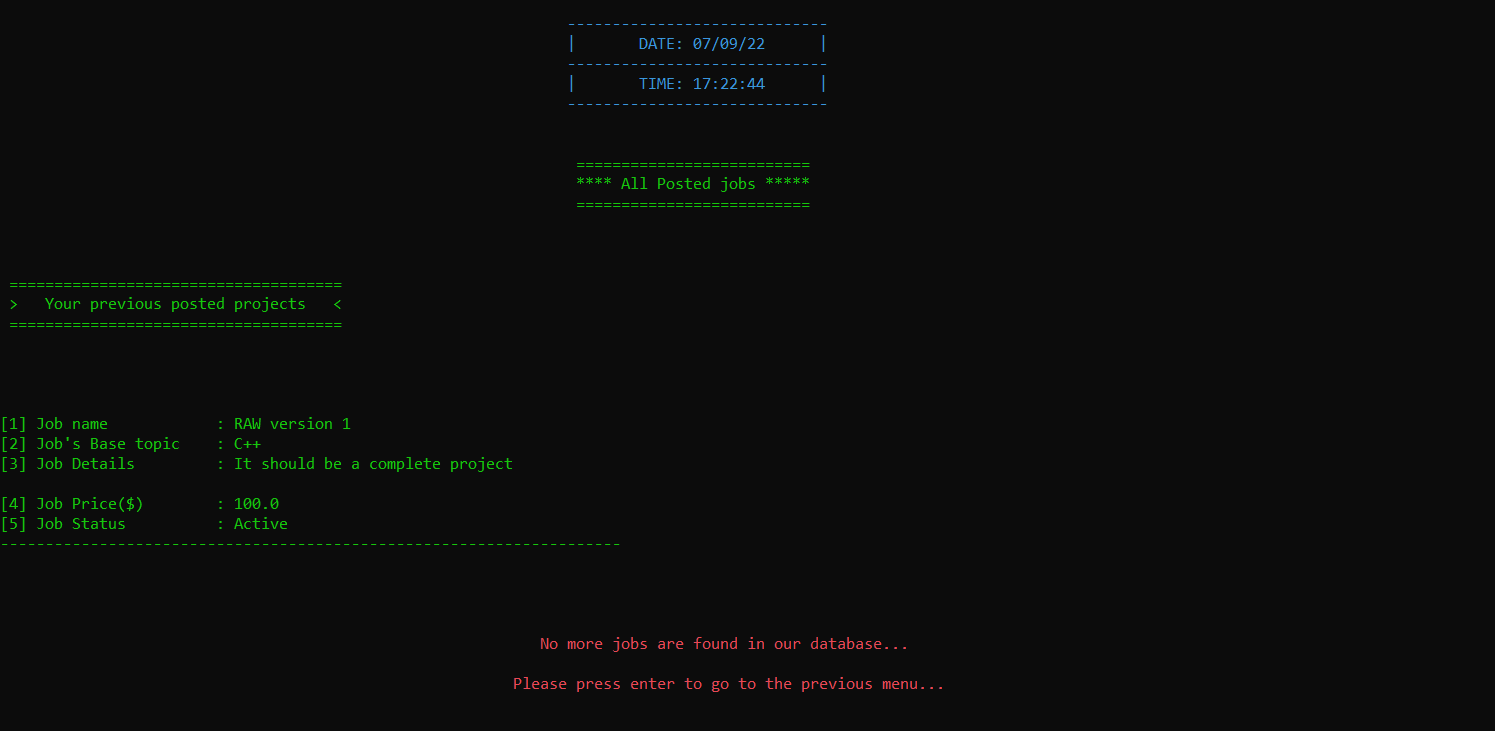 -----------------------------
|       DATE: 07/09/22      |
-----------------------------
|       TIME: 17:22:44      |
-----------------------------
==========================
**** All Posted jobs *****
==========================
=====================================
>   Your previous posted projects   <
=====================================
[1] Job name            : RAW version 1
[2] Job's Base topic    : C++
[3] Job Details         : It should be a complete project
[4] Job Price($)        : 100.0
[5] Job Status          : Active
---------------------------------------------------------------------
No more jobs are found in our database...
Please press enter to go to the previous menu...